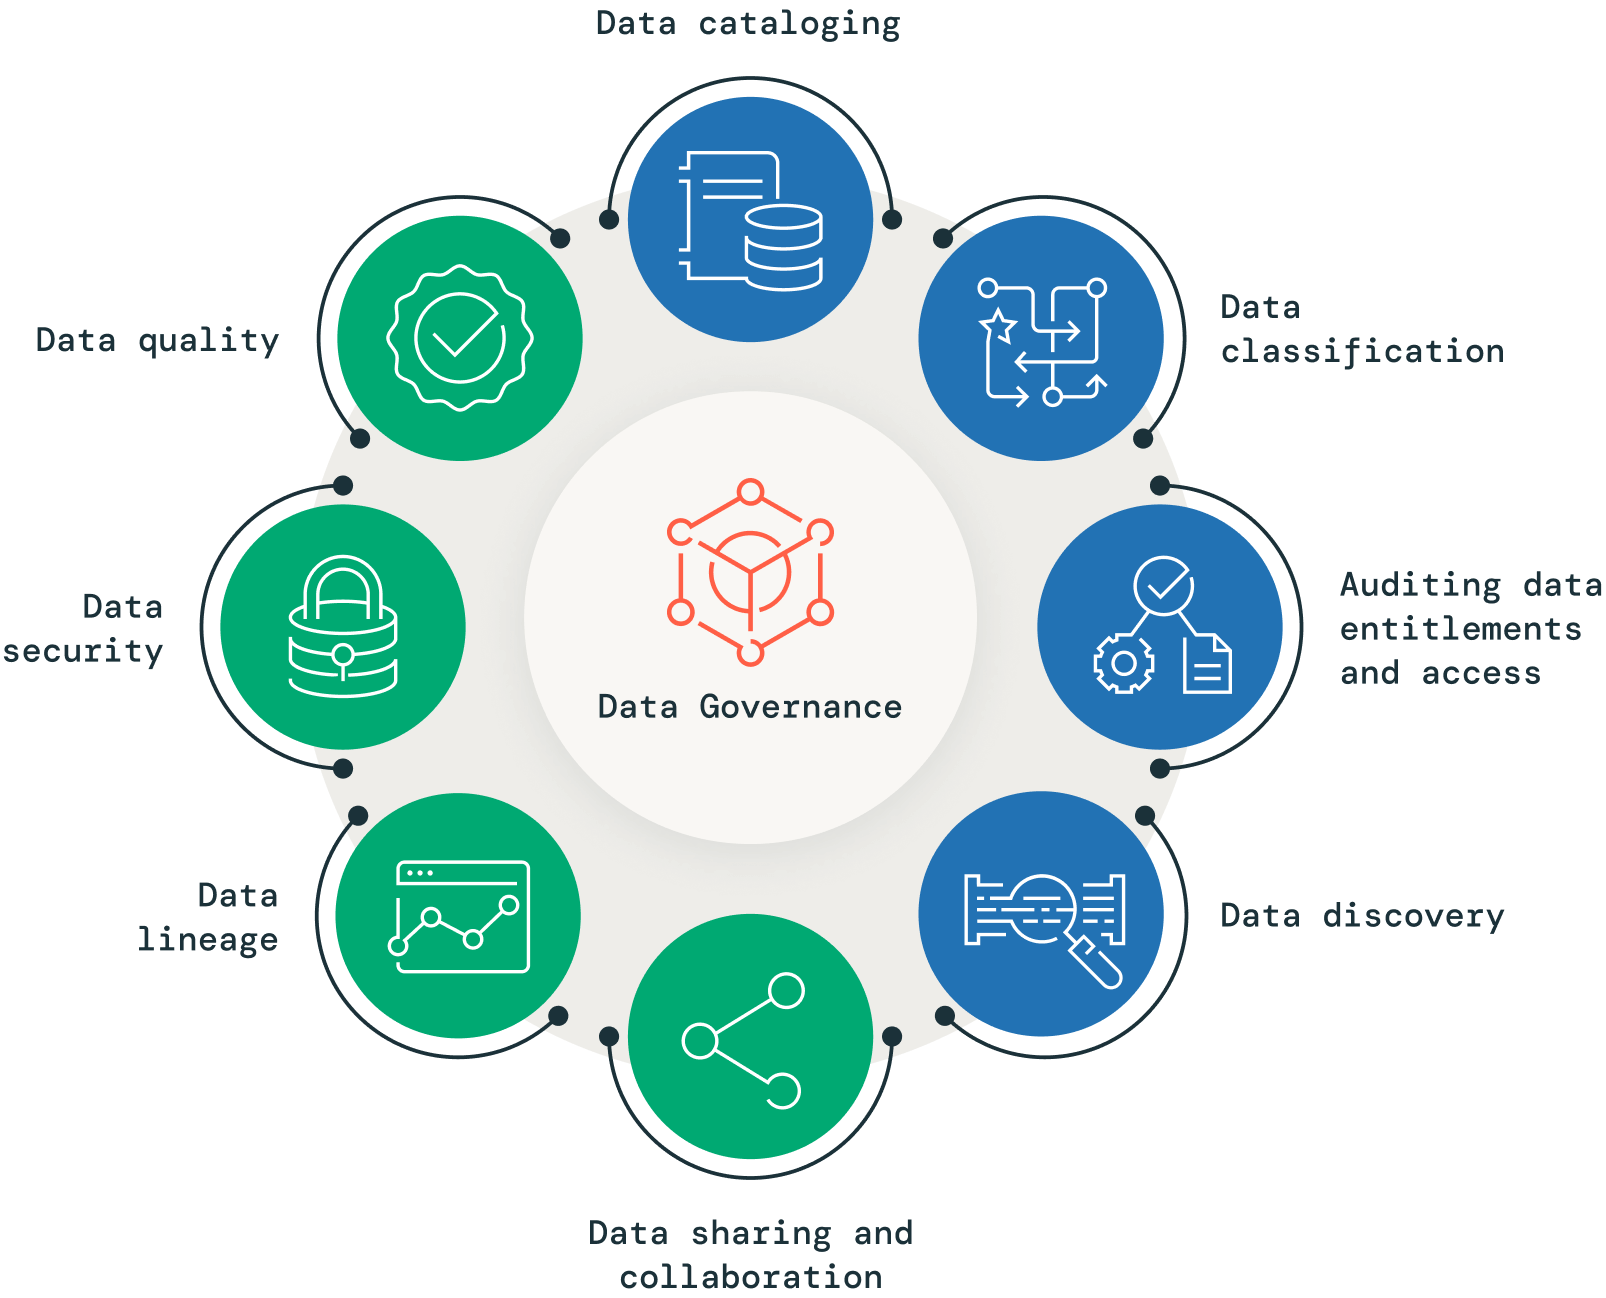 Data cataloging
Data
classification
Auditing data
entitlements
and access
Data discovery
Data sharing and
collaboration
Data
lineage
Data
security
Data quality
Data Governance